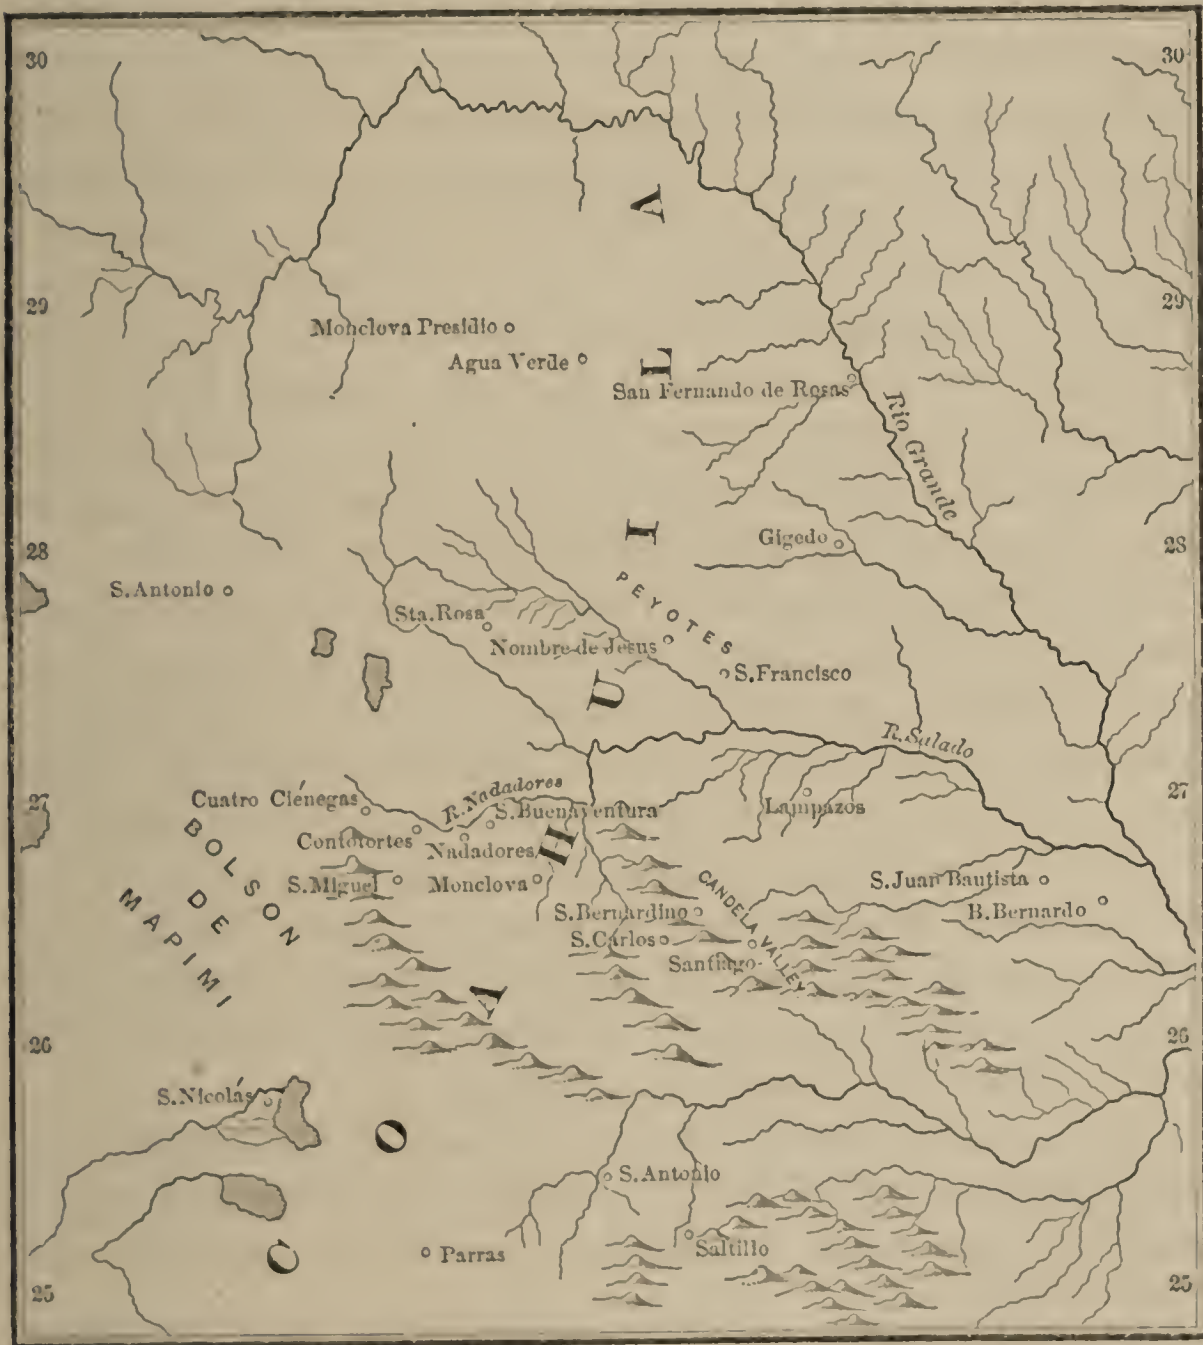 30
30
29
29
Monclova Presidio
Agua Verde
San Fernando de Rosas
Rio Grande
28
28
Gigedo
S. Antonio
PEYOTES
Sta. Rosa
Nombre de Jesus
S. Francisco
R. Salado
27
27
R. Nadadores
Cuatro Ciénegas
S. Buenaventura
Lampazos
Contotortes
Nadadores
BOLSON
DE
MAPIMI
S. Miguel
Monclova
CANDELA VALLEY
S. Juan Bautista
B. Bernardo
S. Bernardino
S. Carlos
Santiago
26
26
S. Nicolás
S. Antonio
Saltillo
Parras
25
25
COAHUILA